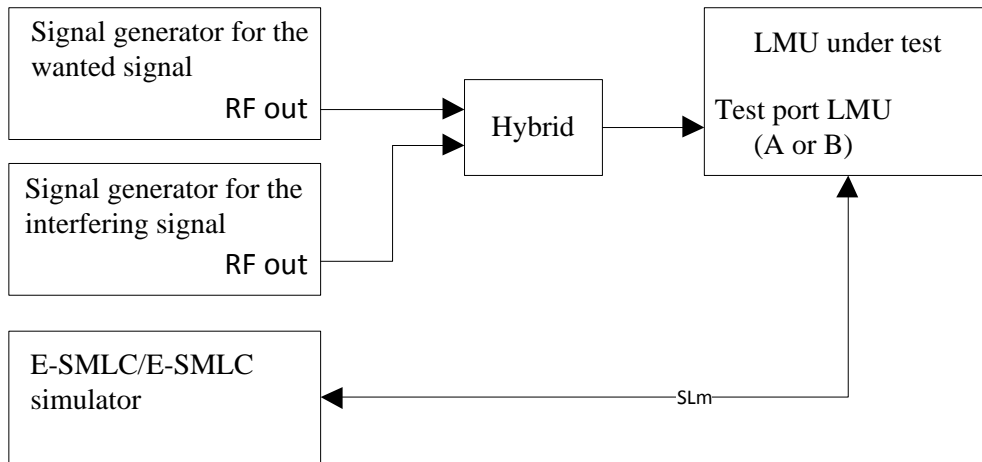 Signal generator for the
wanted signal
RF out
Signal generator for the
interfering signal
RF out
Hybrid
LMU under test
Test port LMU
(A or B)
E-SMLC/E-SMLC
simulator
SLm